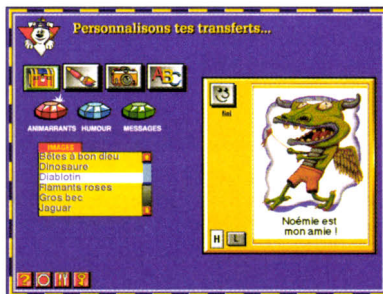 Personnalisons tes transferts...
ABC
ANIMARRANTS HUMOUR MESSAGES
IMAGES
Bêtes à bon dieu
Dinosaure
Diablotin
Flamants roses
Gros bec
Jaguar
fini
Noémie est
mon amie !
H L